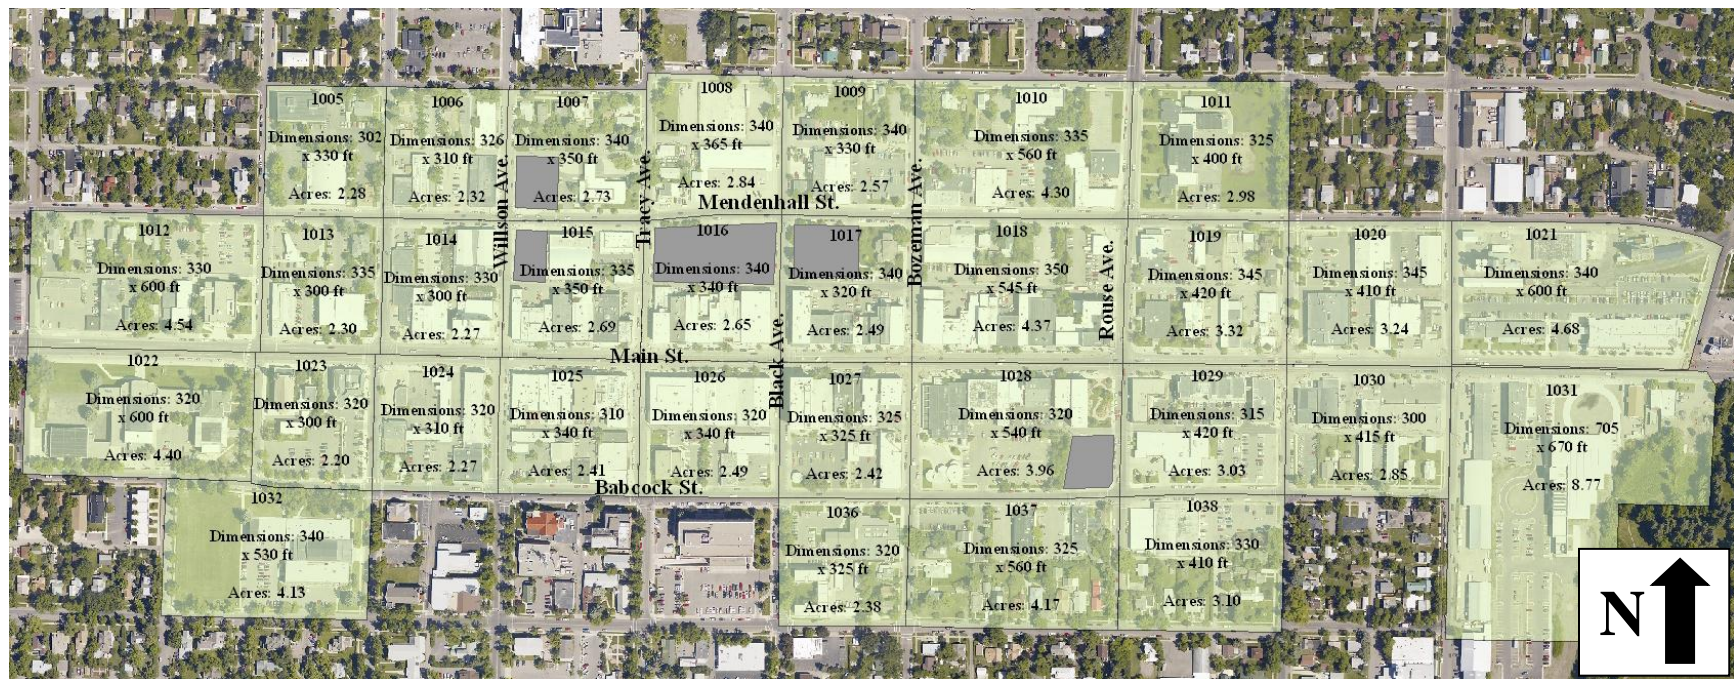 1005
Dimensions: 302
x 330 ft
Acres: 2.28
1006
Dimensions: 326
x 310 ft
Acres: 2.32
1007
Dimensions: 340
x 350 ft
Acres: 2.73
1008
Dimensions: 340
x 365 ft
Acres: 2.84
1009
Dimensions: 340
x 330 ft
Acres: 2.57
1010
Dimensions: 335
x 560 ft
Acres: 4.30
1011
Dimensions: 325
x 400 ft
Acres: 2.98
Willson Ave.
Tracy Ave.
Mendenhall St.
Bozeman Ave.
Rouse Ave.
1012
Dimensions: 330
x 600 ft
Acres: 4.54
1013
Dimensions: 335
x 300 ft
Acres: 2.30
1014
Dimensions: 330
x 300 ft
Acres: 2.27
1015
Dimensions: 335
x 350 ft
Acres: 2.69
1016
Dimensions: 340
x 340 ft
Acres: 2.65
1017
Dimensions: 340
x 320 ft
Acres: 2.49
1018
Dimensions: 350
x 545 ft
Acres: 4.37
1019
Dimensions: 345
x 420 ft
Acres: 3.32
1020
Dimensions: 345
x 410 ft
Acres: 3.24
1021
Dimensions: 340
x 600 ft
Acres: 4.68
Main St.
Black Ave.
1022
Dimensions: 320
x 600 ft
Acres: 4.40
1023
Dimensions: 320
x 300 ft
Acres: 2.20
1024
Dimensions: 320
x 310 ft
Acres: 2.27
1025
Dimensions: 310
x 340 ft
Acres: 2.41
1026
Dimensions: 320
x 340 ft
Acres: 2.49
1027
Dimensions: 325
x 325 ft
Acres: 2.42
1028
Dimensions: 320
x 540 ft
Acres: 3.96
1029
Dimensions: 315
x 420 ft
Acres: 3.03
1030
Dimensions: 300
x 415 ft
Acres: 2.85
1031
Dimensions: 705
x 670 ft
Acres: 8.77
Babcock St.
1032
Dimensions: 340
x 530 ft
Acres: 4.13
1036
Dimensions: 320
x 325 ft
Acres: 2.38
1037
Dimensions: 325
x 560 ft
Acres: 4.17
1038
Dimensions: 330
x 410 ft
Acres: 3.10
N